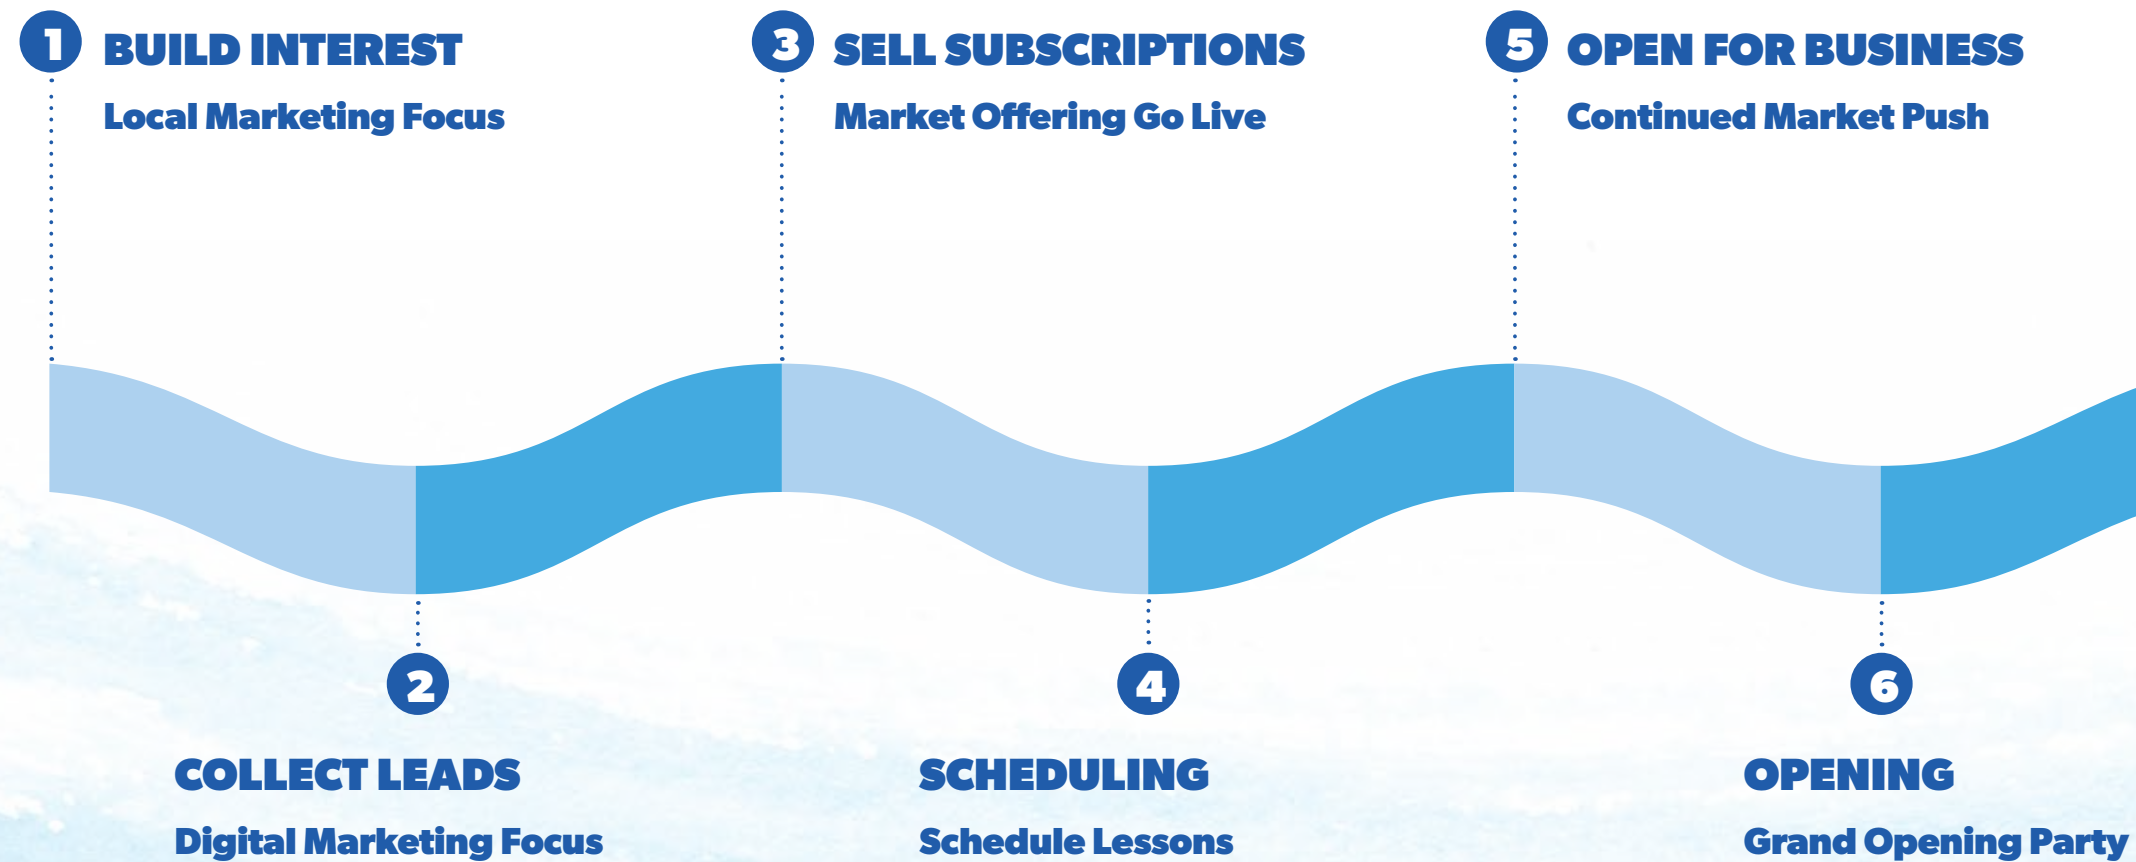 1
BUILD INTEREST
Local Marketing Focus
2
COLLECT LEADS
Digital Marketing Focus
3
SELL SUBSCRIPTIONS
Market Offering Go Live
4
SCHEDULING
Schedule Lessons
5
OPEN FOR BUSINESS
Continued Market Push
6
OPENING
Grand Opening Party